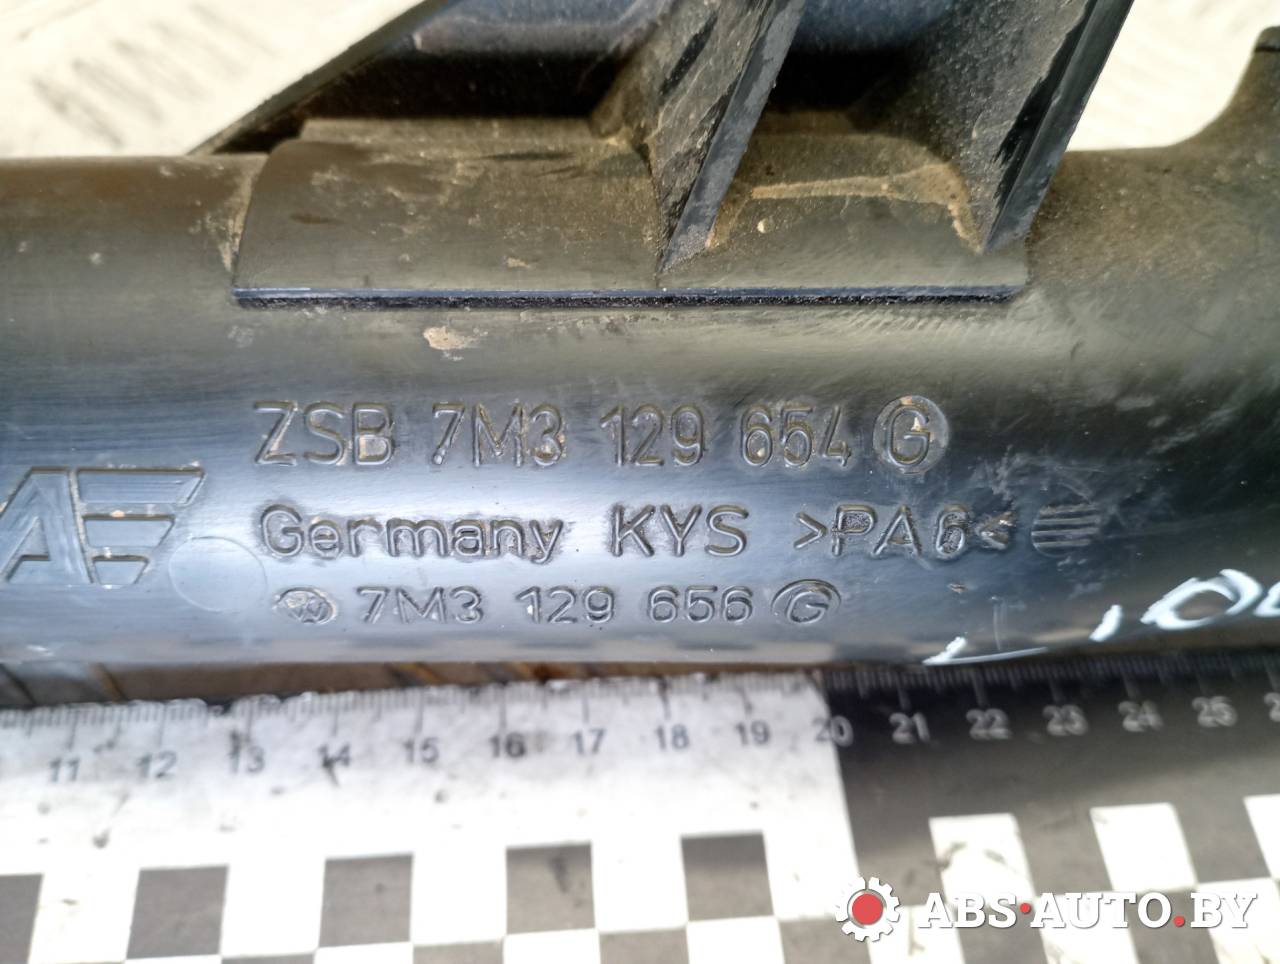 ZSB 7M3 129 654 G
AE
Germany KYS >PA6<
7M3 129 656 G
11 12 13 14 15 16 17 18 19 20 21 22 23 24 25
ABS-AUTO.BY